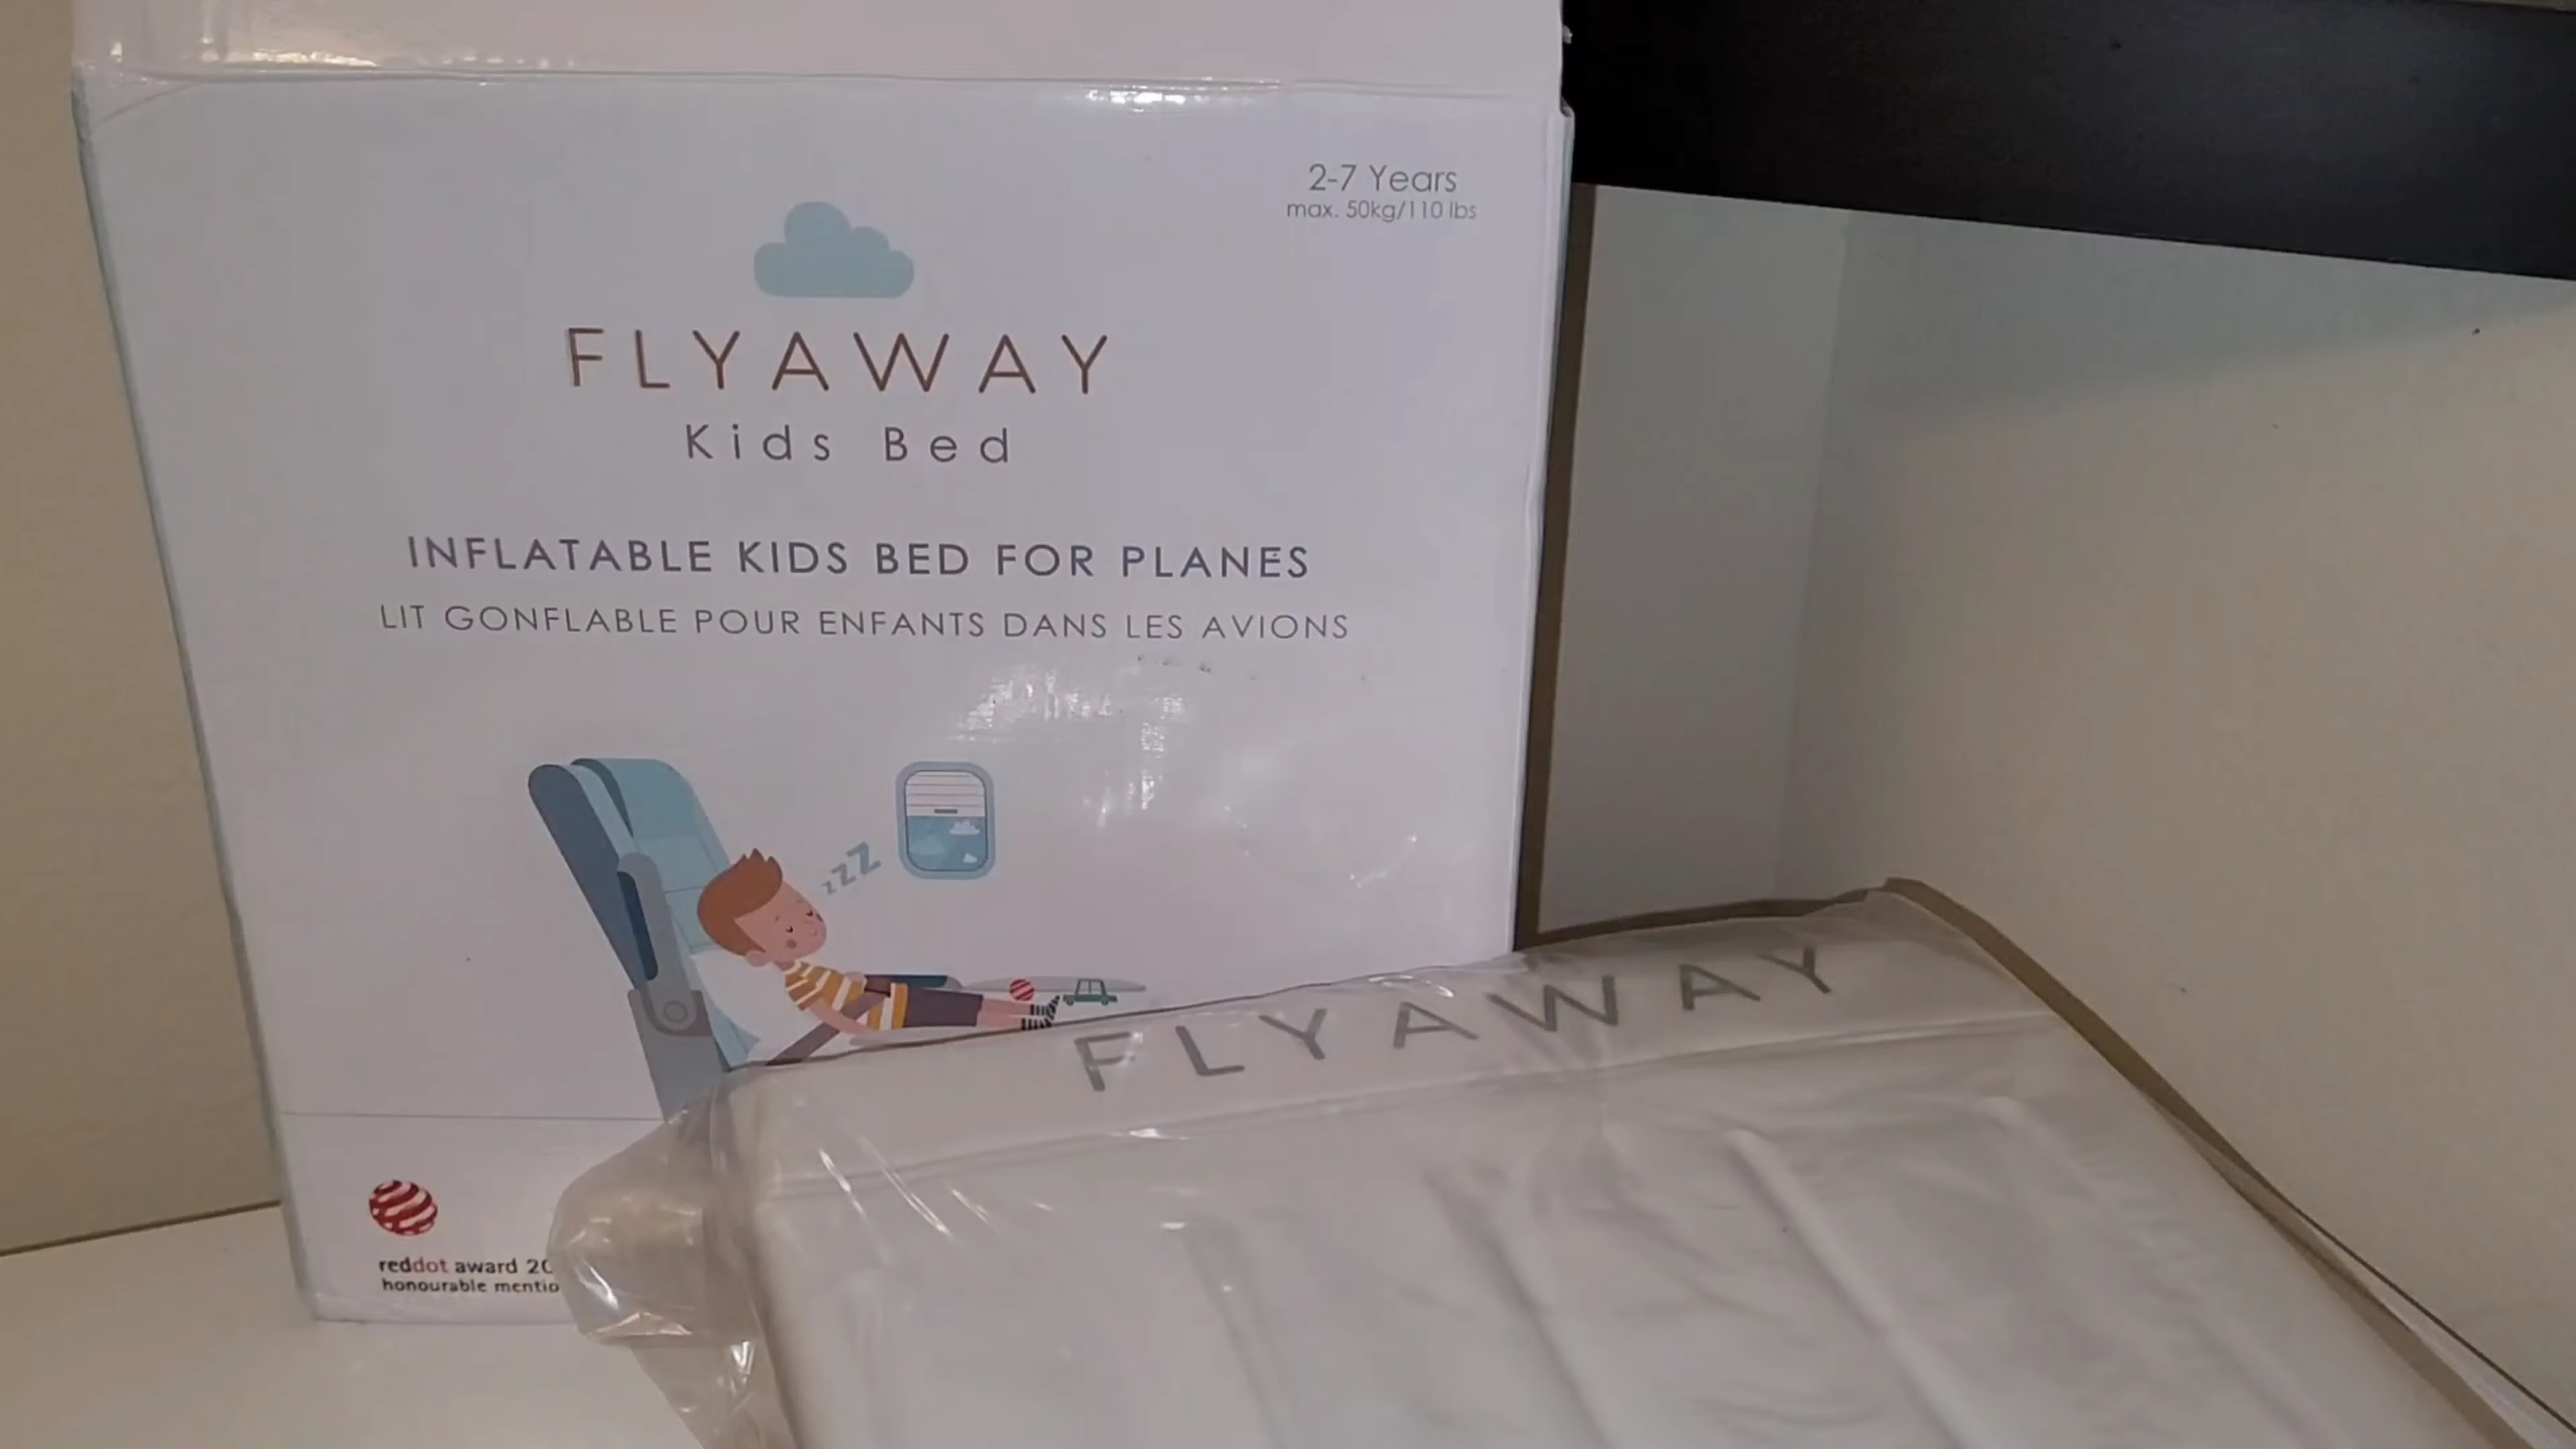 2-7 Years
max. 50kg/110 lbs
FLYAWAY
Kids Bed
INFLATABLE KIDS BED FOR PLANES
LIT GONFLABLE POUR ENFANTS DANS LES AVIONS
zzZ
FLYAWAY
reddot award
honourable